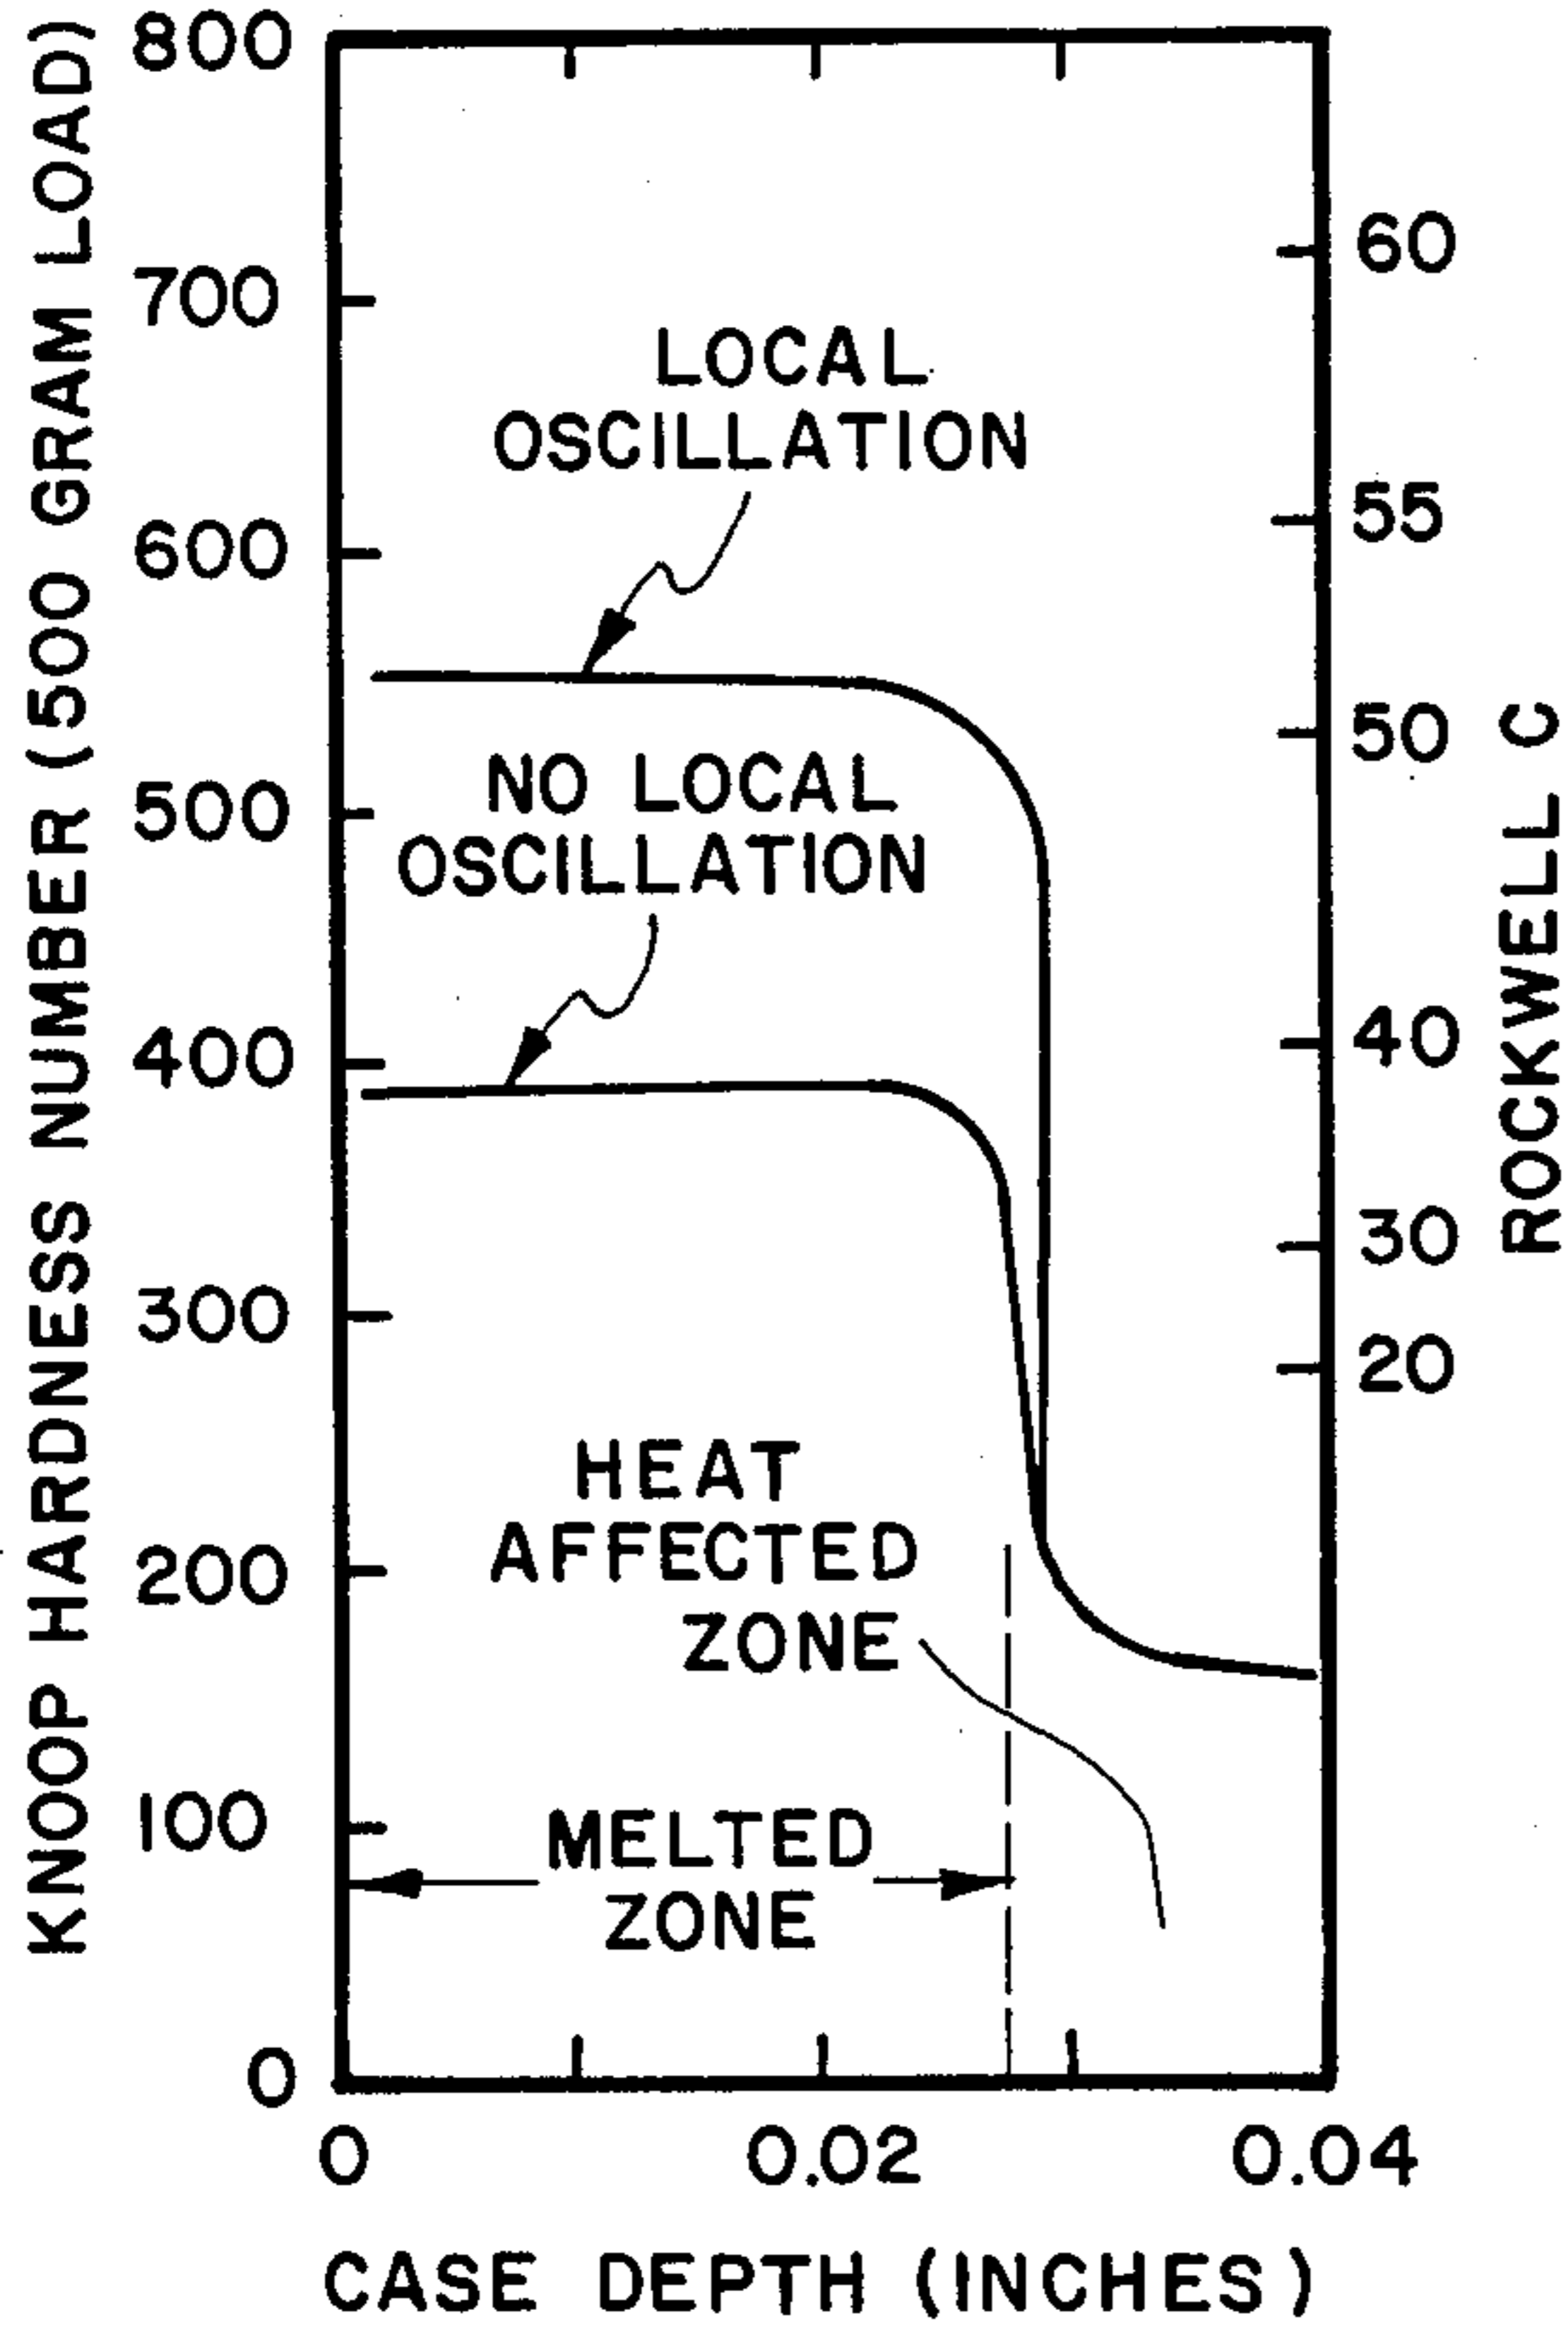 KNOOP HARDNESS NUMBER (500 GRAM LOAD)
800
700
600
500
400
300
200
100
0
LOCAL
OSCILLATION
NO LOCAL
OSCILLATION
HEAT
AFFECTED
ZONE
MELTED
ZONE
60
55
50
40
30
20
ROCKWELL C
0
0.02
0.04
CASE DEPTH (INCHES)